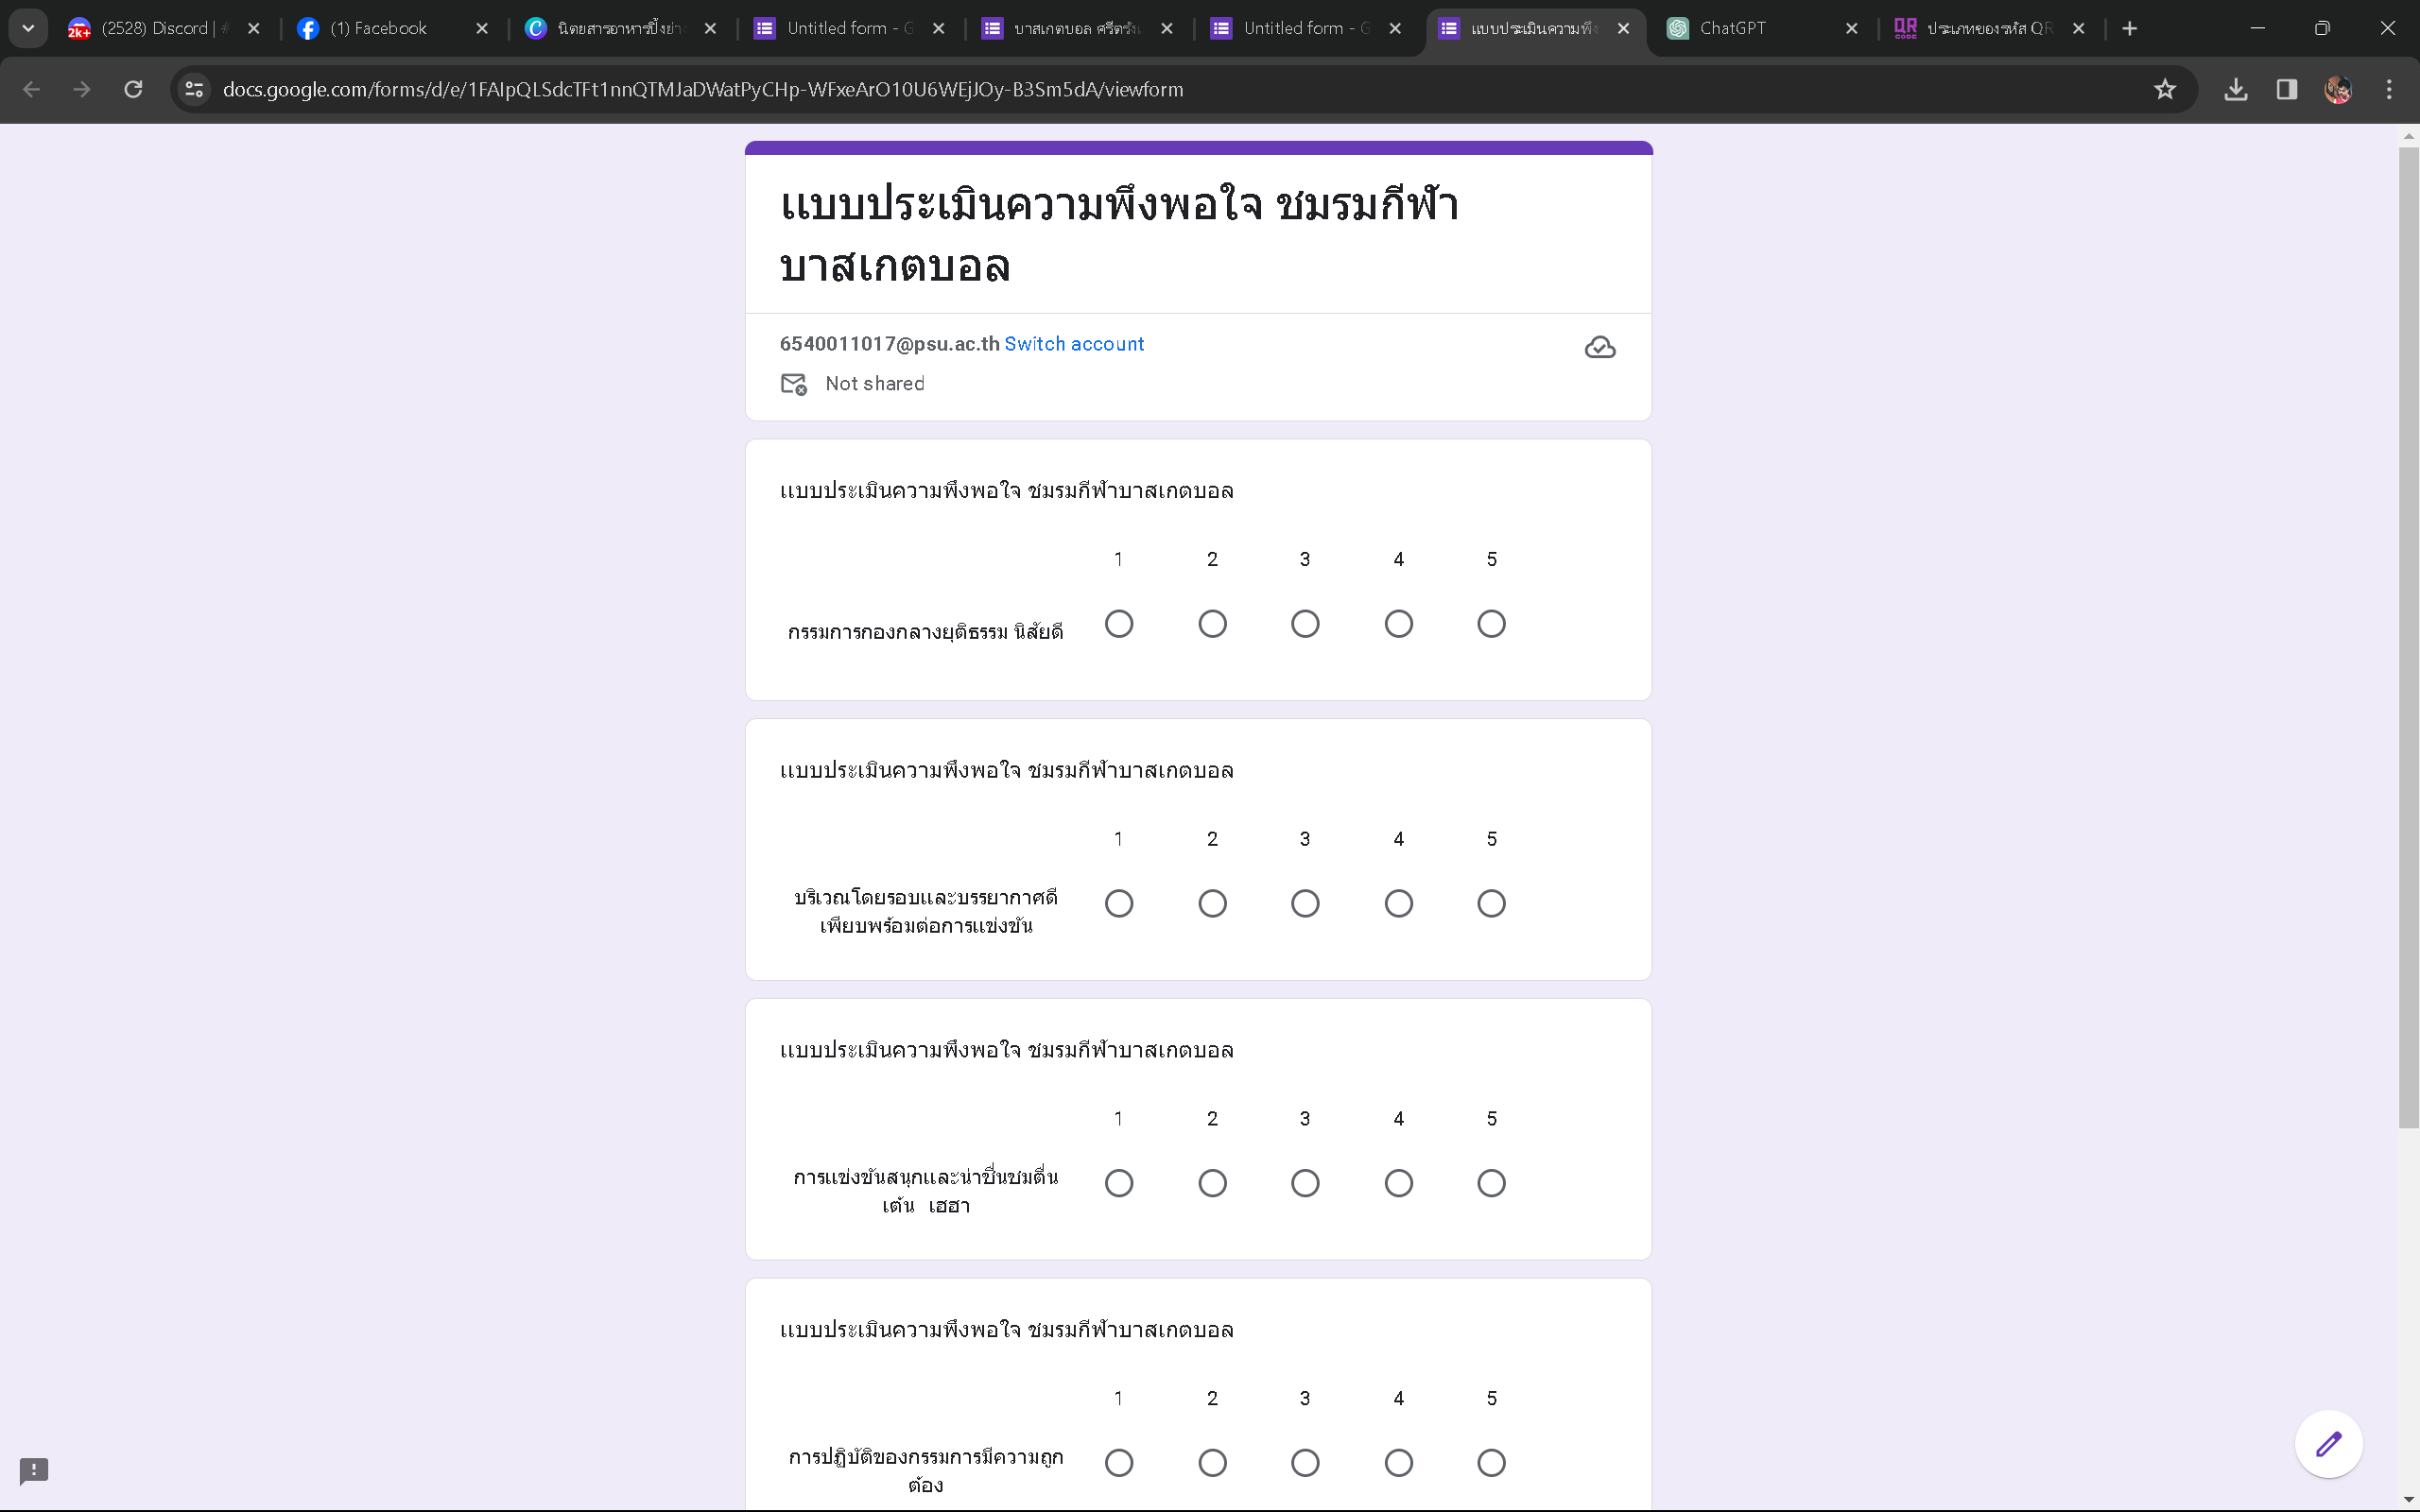 2k+ (2528) Discord | #
(1) Facebook
นิตยสารอาหารปิ้งย่าง
Untitled form - G
บาสเกตบอล ศรีตรัง
Untitled form - G
แบบประเมินความพึง
ChatGPT
QR CODE ประเภทของรหัส QR
docs.google.com/forms/d/e/1FAIpQLSdcTFt1nnQTMJaDWatPyCHp-WFxeArO10U6WEjJOy-B3Sm5dA/viewform
แบบประเมินความพึงพอใจ ชมรมกีฬา
บาสเกตบอล
6540011017@psu.ac.th Switch account
Not shared
แบบประเมินความพึงพอใจ ชมรมกีฬาบาสเกตบอล
1 2 3 4 5
กรรมการกองกลางยุติธรรม นิสัยดี
แบบประเมินความพึงพอใจ ชมรมกีฬาบาสเกตบอล
1 2 3 4 5
บริเวณโดยรอบและบรรยากาศดี
เพียบพร้อมต่อการแข่งขัน
แบบประเมินความพึงพอใจ ชมรมกีฬาบาสเกตบอล
1 2 3 4 5
การแข่งขันสนุกและน่าชื่นชมตื่น
เต้น เฮฮา
แบบประเมินความพึงพอใจ ชมรมกีฬาบาสเกตบอล
1 2 3 4 5
การปฏิบัติของกรรมการมีความถูก
ต้อง